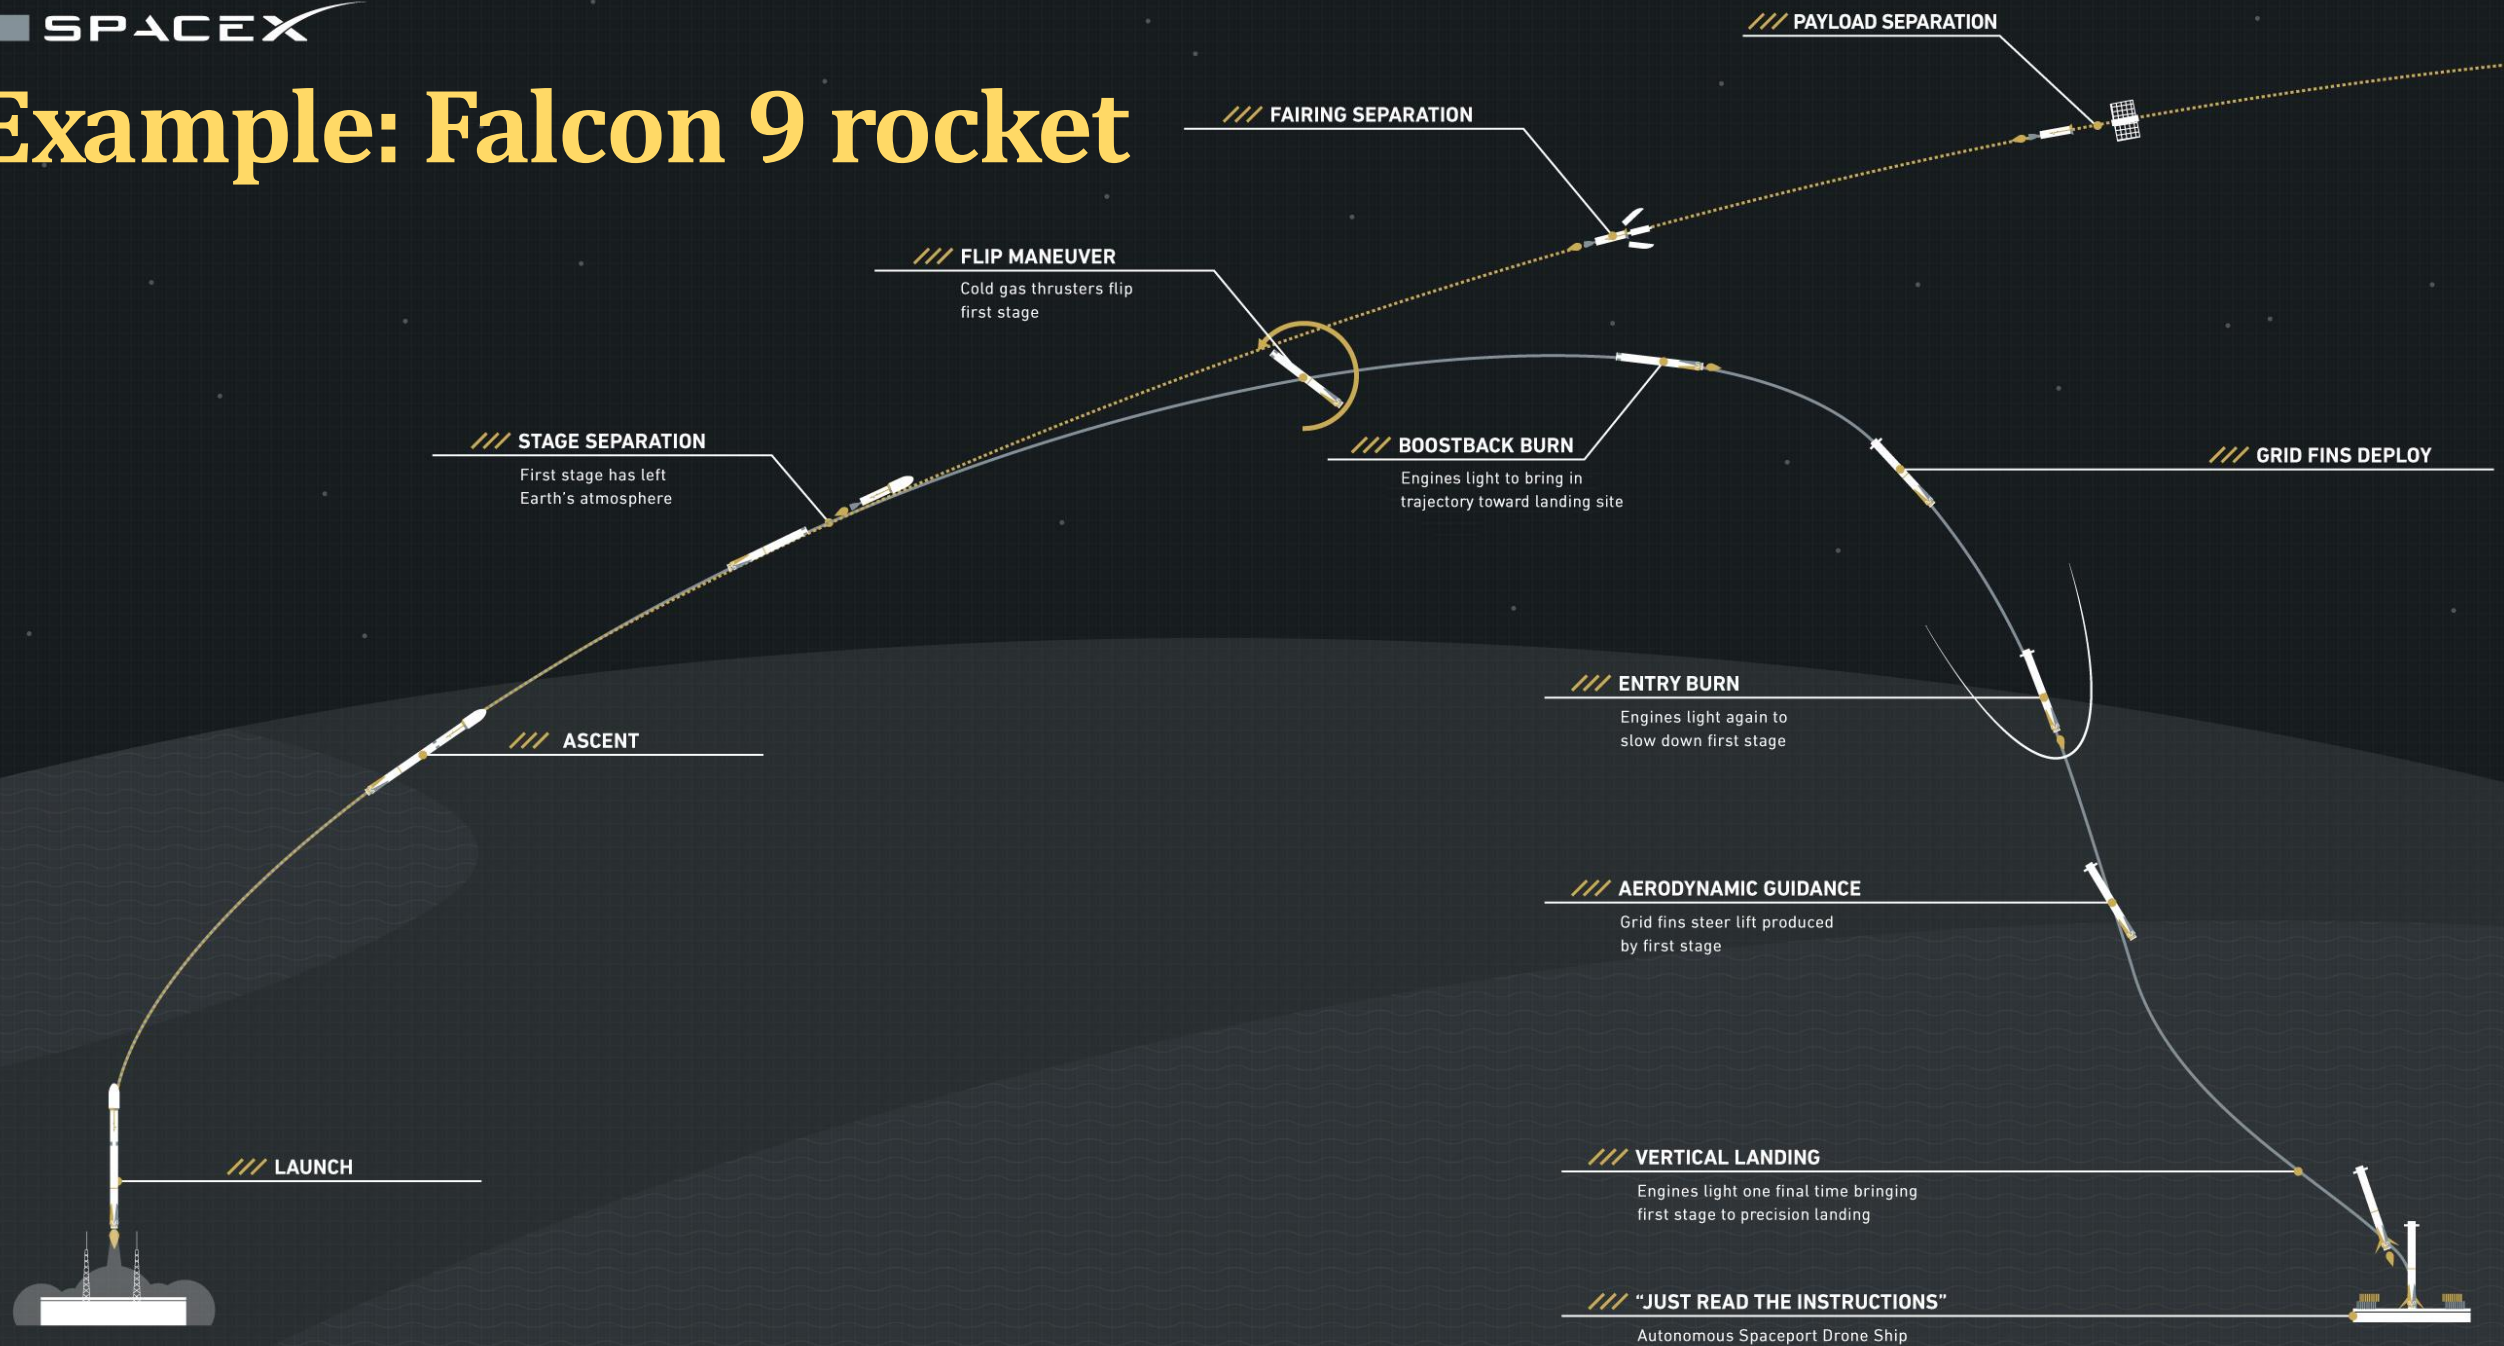 SPACEX
Example: Falcon 9 rocket
PAYLOAD SEPARATION
FAIRING SEPARATION
FLIP MANEUVER
Cold gas thrusters flip
first stage
STAGE SEPARATION
First stage has left
Earth's atmosphere
BOOSTBACK BURN
Engines light to bring in
trajectory toward landing site
GRID FINS DEPLOY
ENTRY BURN
Engines light again to
slow down first stage
ASCENT
AERODYNAMIC GUIDANCE
Grid fins steer lift produced
by first stage
LAUNCH
VERTICAL LANDING
Engines light one final time bringing
first stage to precision landing
“JUST READ THE INSTRUCTIONS”
Autonomous Spaceport Drone Ship